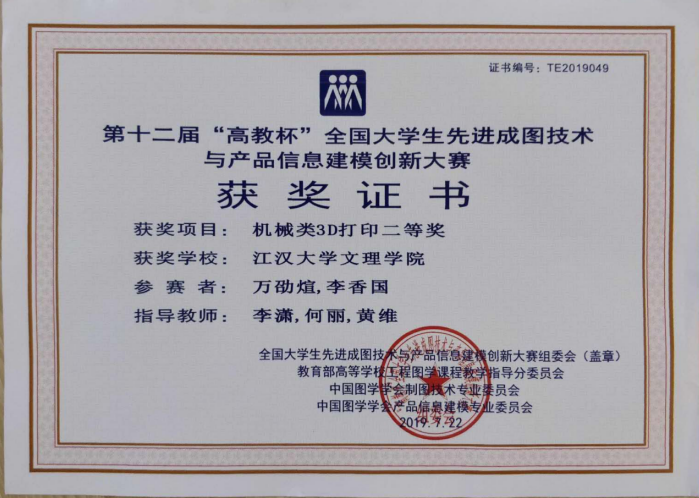 证书编号：TE2019049
第十二届“高教杯”全国大学生先进成图技术
与产品信息建模创新大赛
获奖证书
获奖项目：机械类3D打印二等奖
获奖学校：江汉大学文理学院
参赛者：万劭煊,李香国
指导教师：李潇,何丽,黄维
全国大学生先进成图技术与产品信息建模创新大赛组委会（盖章）
教育部高等学校工程图学课程教学指导分委员会
中国图学学会制图技术专业委员会
中国图学学会产品信息建模专业委员会
2019.7.22